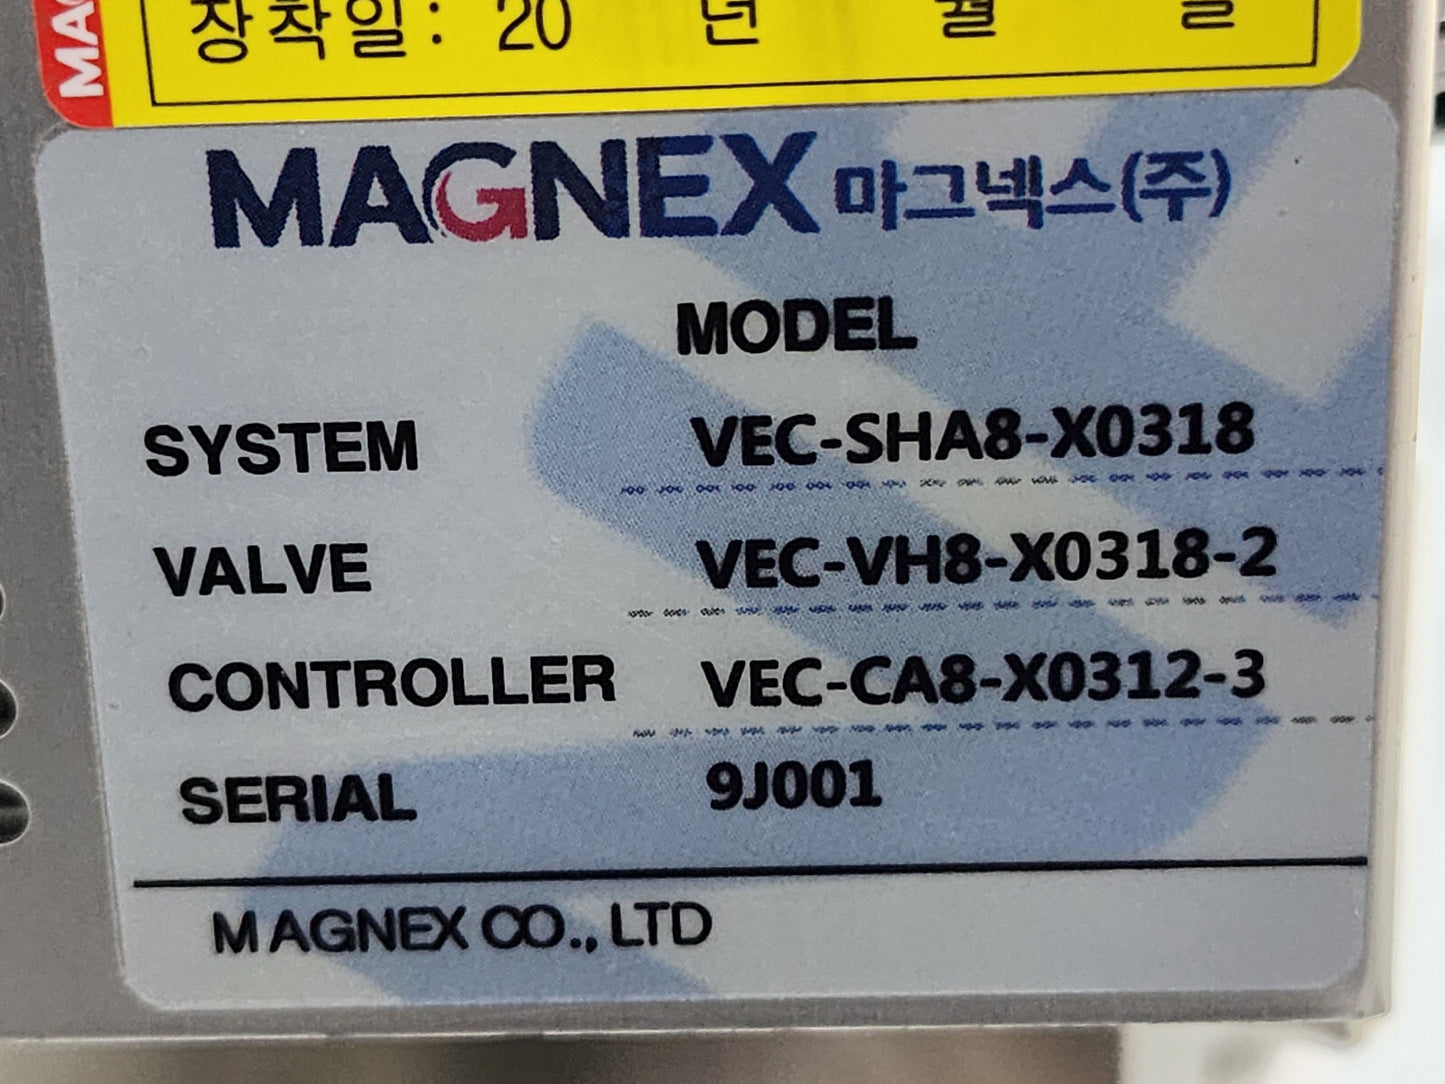 MA
장착일: 20 년 월 일
MAGNEX 마그넥스(주)
MODEL
SYSTEM VEC-SHA8-X0318
VALVE VEC-VH8-X0318-2
CONTROLLER VEC-CA8-X0312-3
SERIAL 9J001
MAGNEX CO., LTD